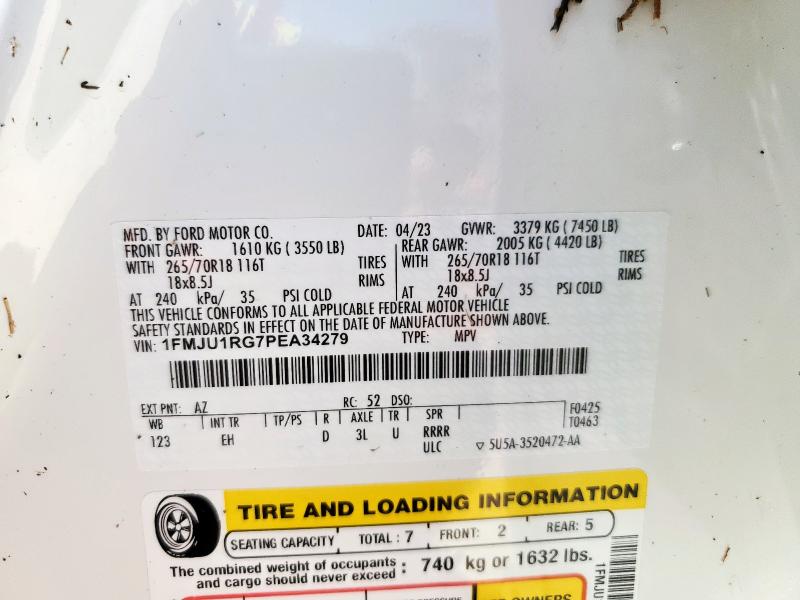 MFD. BY FORD MOTOR CO. DATE: 04/23 GVWR: 3379 KG ( 7450 LB)
FRONT GAWR: 1610 KG ( 3550 LB) REAR GAWR: 2005 KG ( 4420 LB)
WITH 265/70R18 116T TIRES WITH 265/70R18 116T TIRES
18x8.5J RIMS 18x8.5J RIMS
AT 240 kPa/ 35 PSI COLD AT 240 kPa/ 35 PSI COLD
THIS VEHICLE CONFORMS TO ALL APPLICABLE FEDERAL MOTOR VEHICLE
SAFETY STANDARDS IN EFFECT ON THE DATE OF MANUFACTURE SHOWN ABOVE.
VIN: 1FMJU1RG7PEA34279 TYPE: MPV
EXT PNT: AZ RC: 52 DSO: F0425
WB INT TR TP/PS R AXLE TR SPR T0463
123 EH D 3L U RRRR
ULC 5U5A-3520472-AA
TIRE AND LOADING INFORMATION
SEATING CAPACITY TOTAL : 7 FRONT: 2 REAR: 5
The combined weight of occupants
and cargo should never exceed : 740 kg or 1632 lbs.
1FMJU
OWNERS